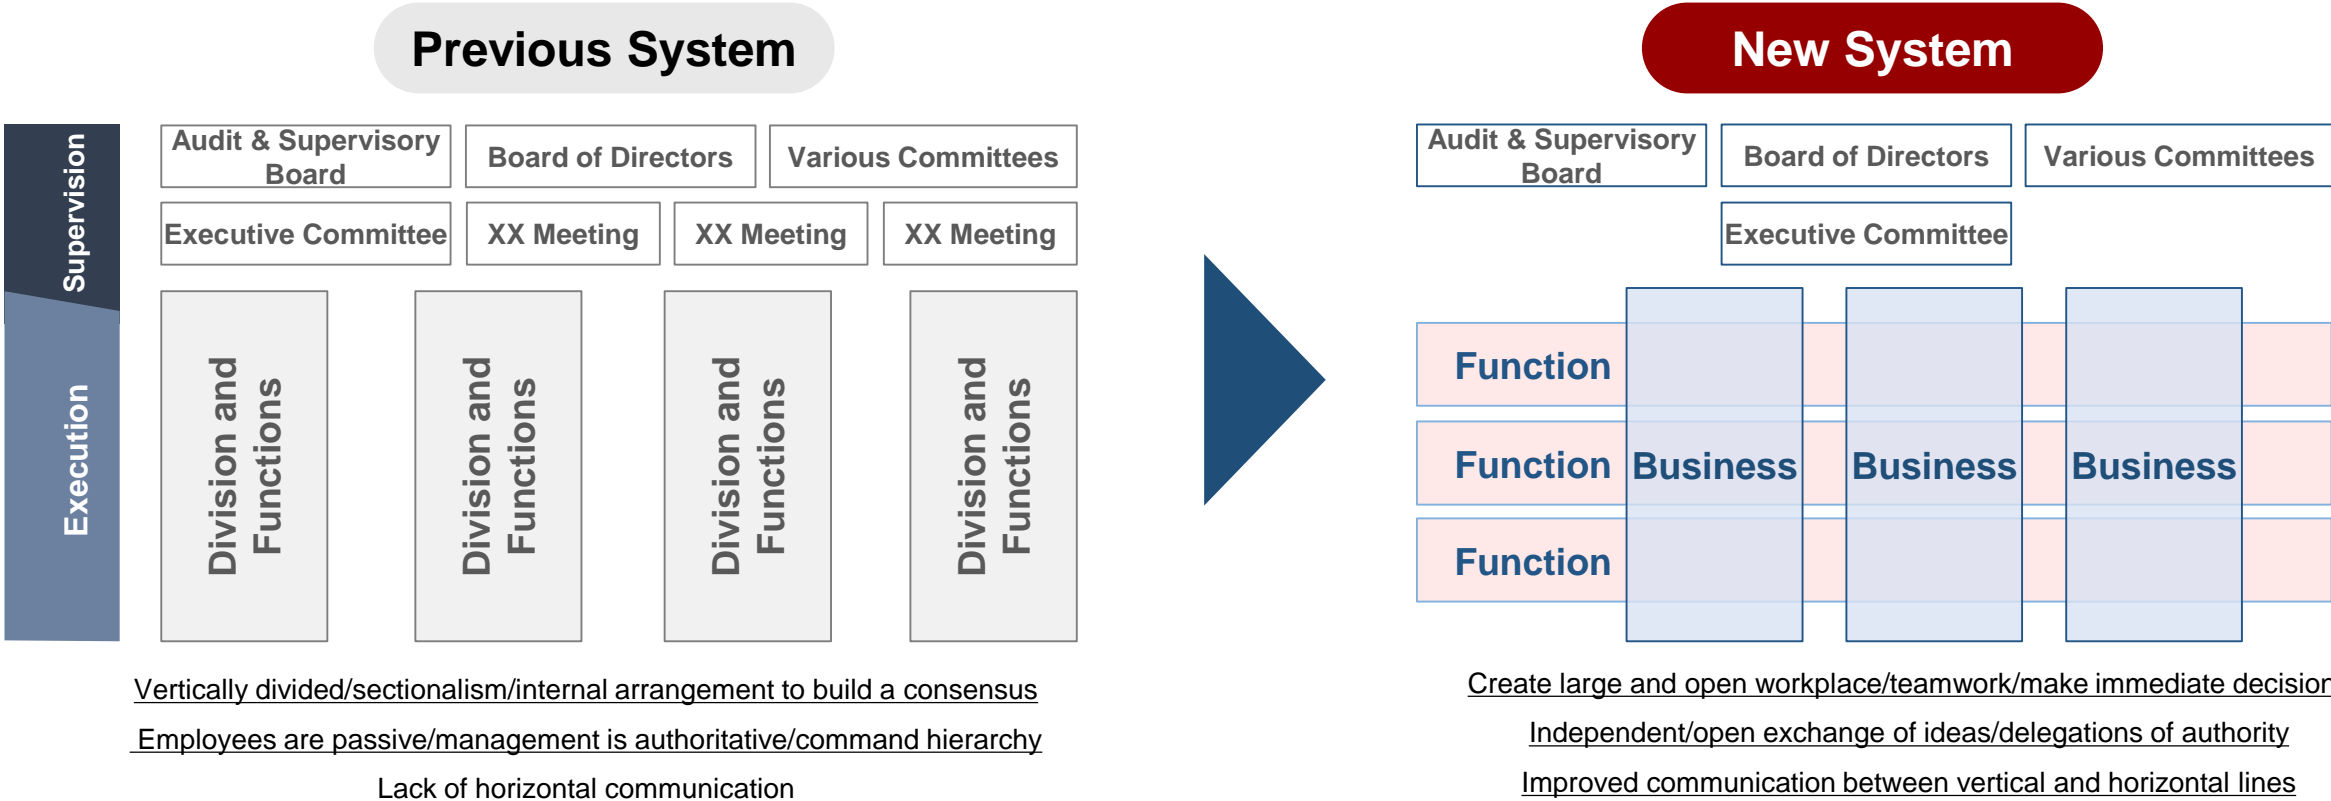 Previous System
New System
Supervision
Audit & Supervisory
Board
Board of Directors
Various Committees
Executive Committee
XX Meeting
XX Meeting
XX Meeting
Execution
Division and
Functions
Division and
Functions
Division and
Functions
Division and
Functions
Vertically divided/sectionalism/internal arrangement to build a consensus
Employees are passive/management is authoritative/command hierarchy
Lack of horizontal communication
Audit & Supervisory
Board
Board of Directors
Various Committees
Executive Committee
Function
Function
Function
Business
Business
Business
Create large and open workplace/teamwork/make immediate decision
Independent/open exchange of ideas/delegations of authority
Improved communication between vertical and horizontal lines